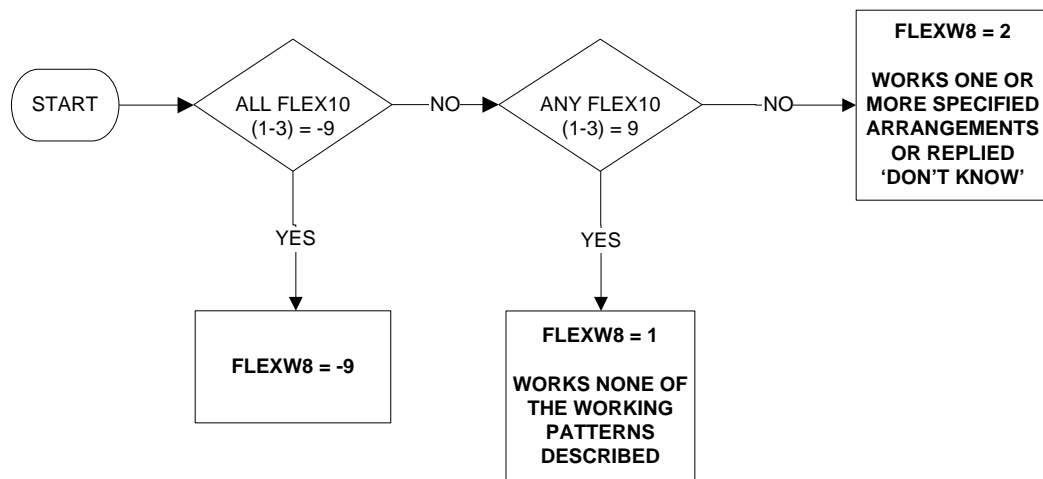 START
ALL FLEX10
(1-3) = -9
NO
ANY FLEX10
(1-3) = 9
NO
FLEXW8 = 2
WORKS ONE OR
MORE SPECIFIED
ARRANGEMENTS
OR REPLIED
‘DON’T KNOW’
YES
YES
FLEXW8 = -9
FLEXW8 = 1
WORKS NONE OF
THE WORKING
PATTERNS
DESCRIBED